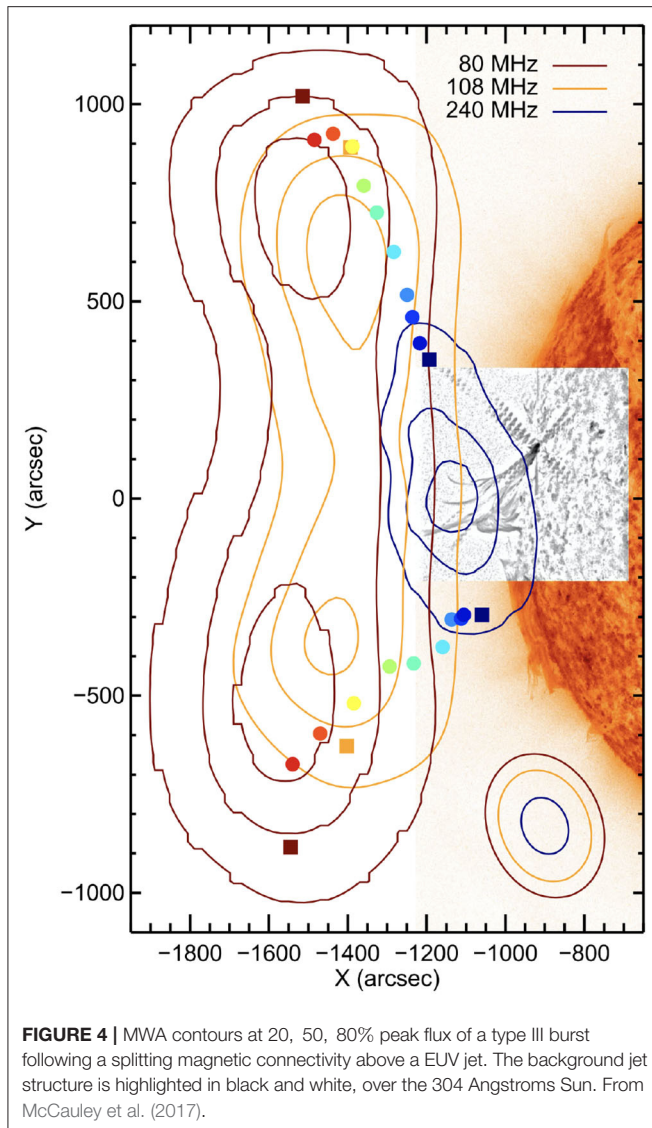 80 MHz
108 MHz
240 MHz
1000
500
0
−500
−1000
Y (arcsec)
−1800 −1600 −1400 −1200 −1000 −800
X (arcsec)
FIGURE 4 | MWA contours at 20, 50, 80% peak flux of a type III burst
following a splitting magnetic connectivity above a EUV jet. The background jet
structure is highlighted in black and white, over the 304 Angstroms Sun. From
McCauley et al. (2017).